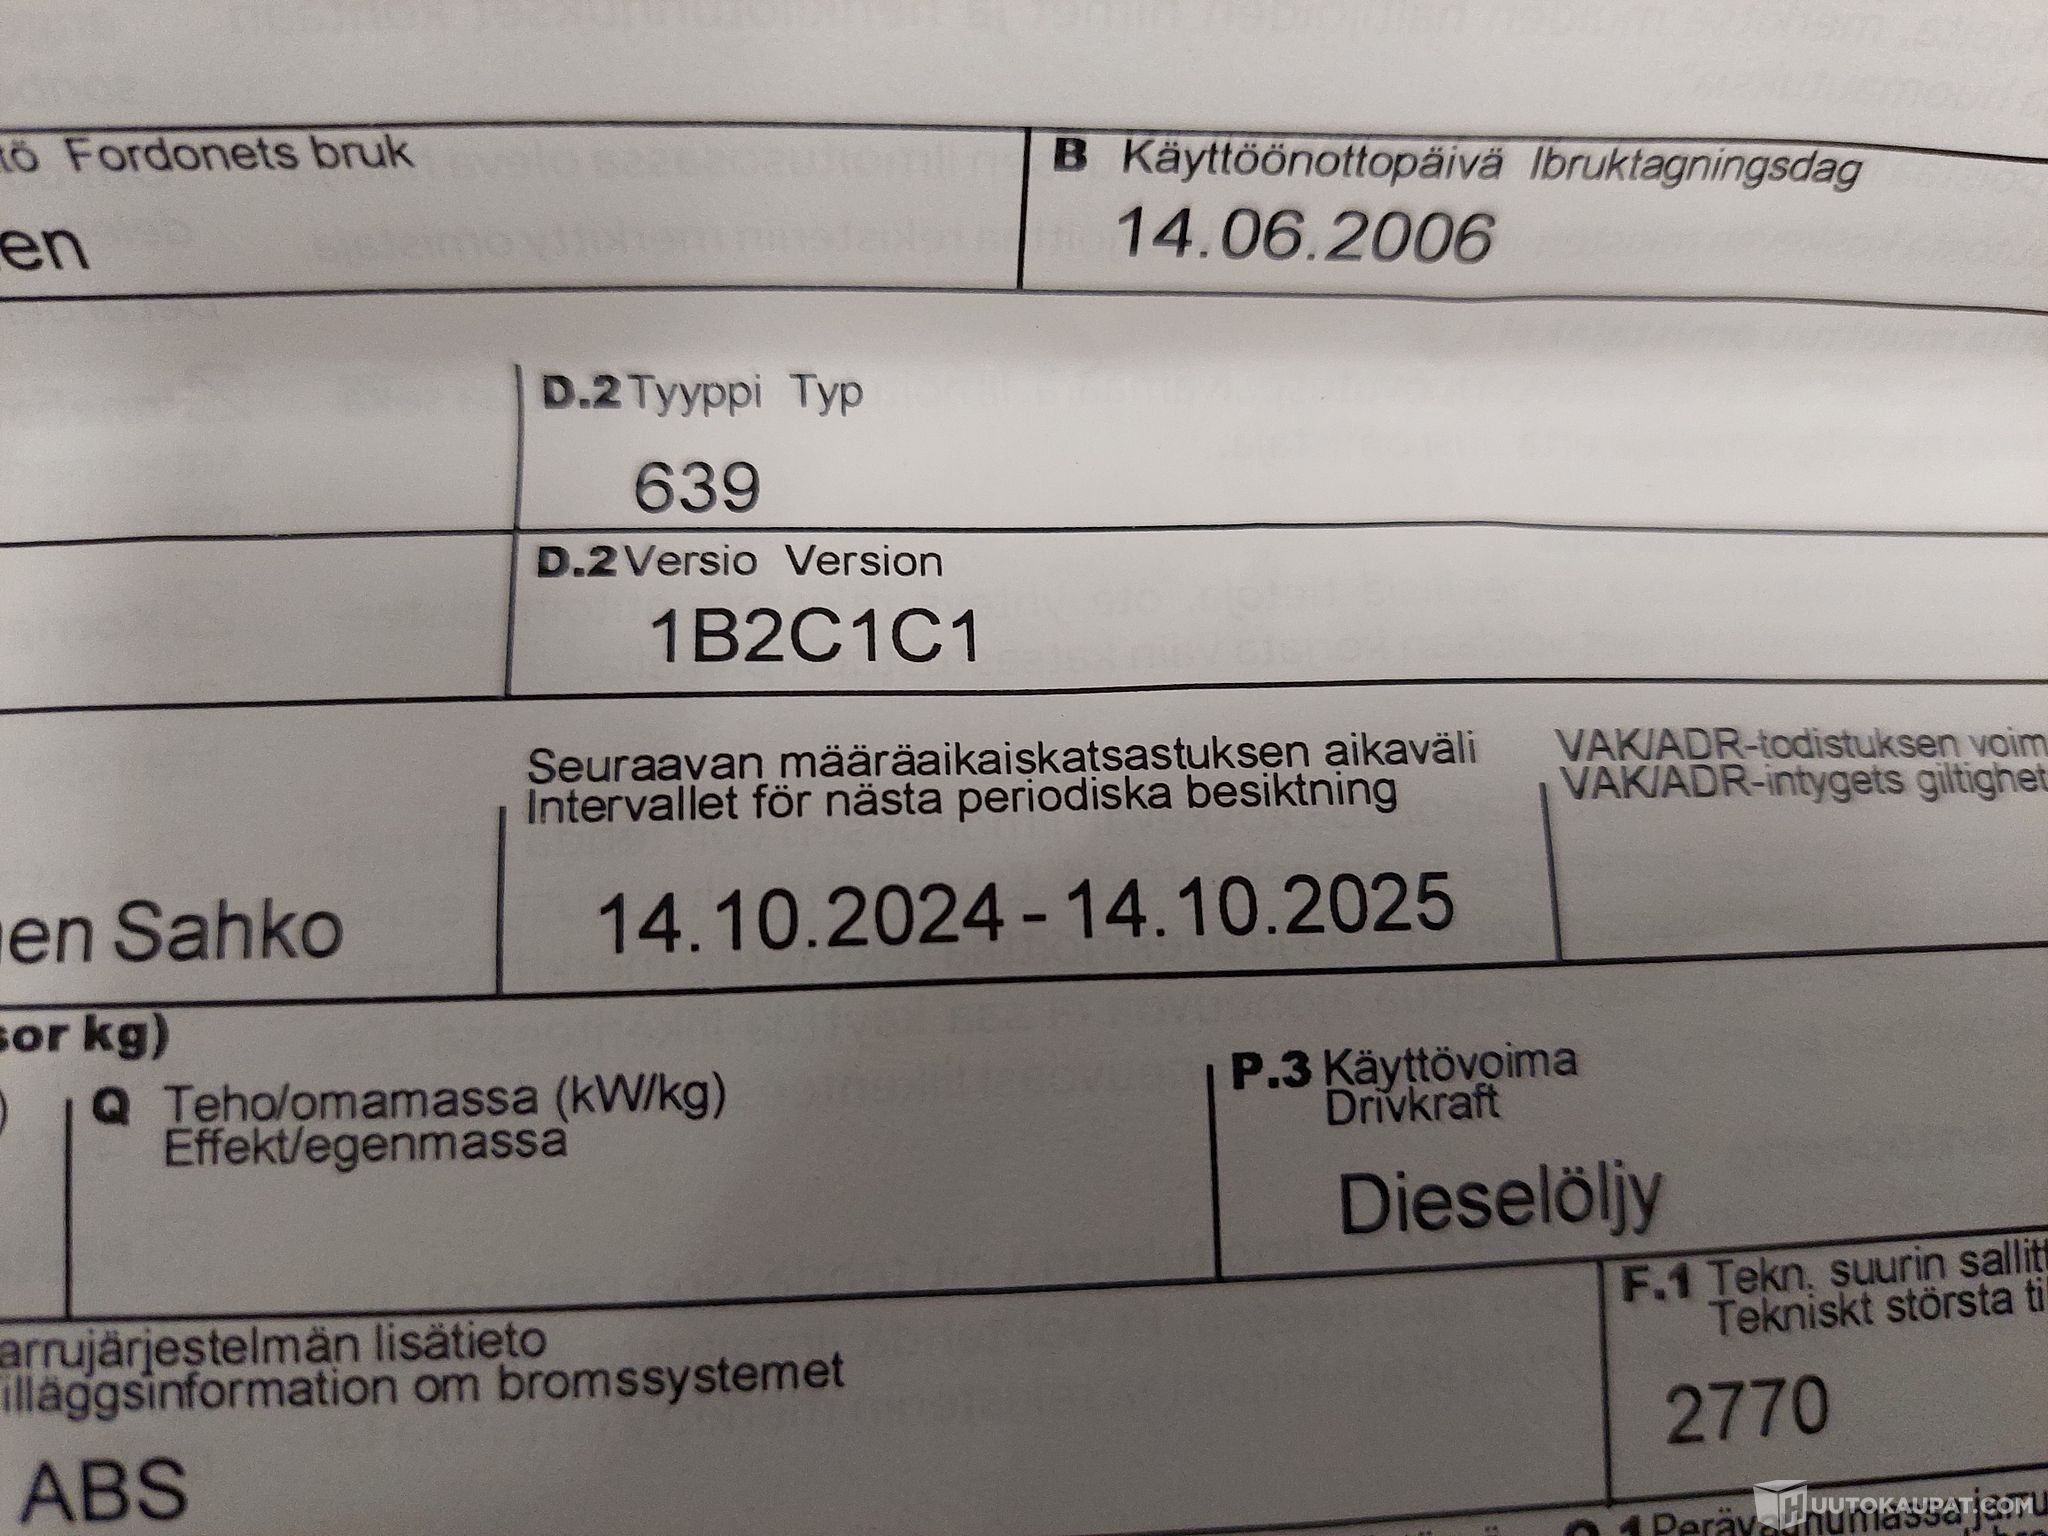 tö Fordonets bruk
B Käyttöönottopäivä Ibruktagningsdag
en
14.06.2006
D.2 Tyyppi Typ
639
D.2 Versio Version
1B2C1C1
Seuraavan määräaikaiskatsastuksen aikaväli
Intervallet för nästa periodiska besiktning
VAK/ADR-todistuksen voim
VAK/ADR-intygets giltighet
en Sahko
14.10.2024 - 14.10.2025
sor kg)
) Q Teho/omamassa (kW/kg)
Effekt/egenmassa
P.3 Käyttövoima
Drivkraft
Dieselöljy
arrujärjestelmän lisätieto
illäggsinformation om bromssystemet
ABS
F.1 Tekn. suurin sallitt
Tekniskt största til
2770
HUUTOKAUPAT.COM